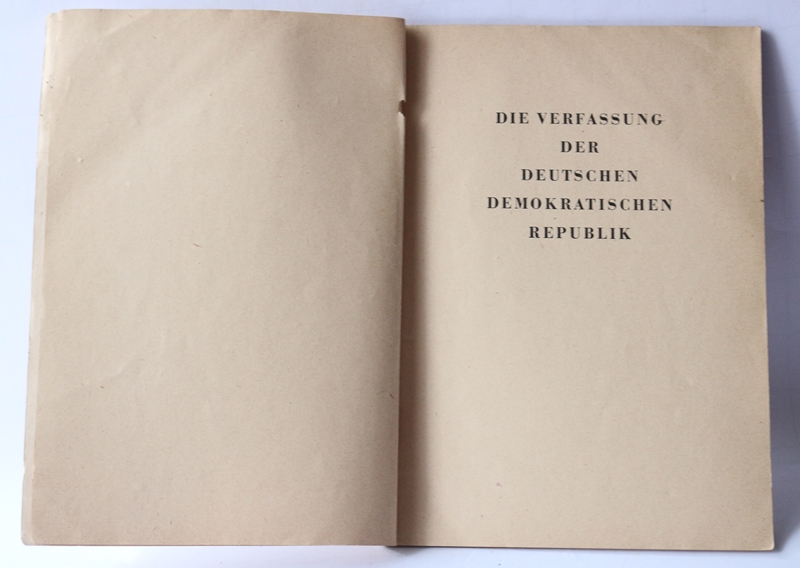 DIE VERFASSUNG
DER
DEUTSCHEN
DEMOKRATISCHEN
REPUBLIK